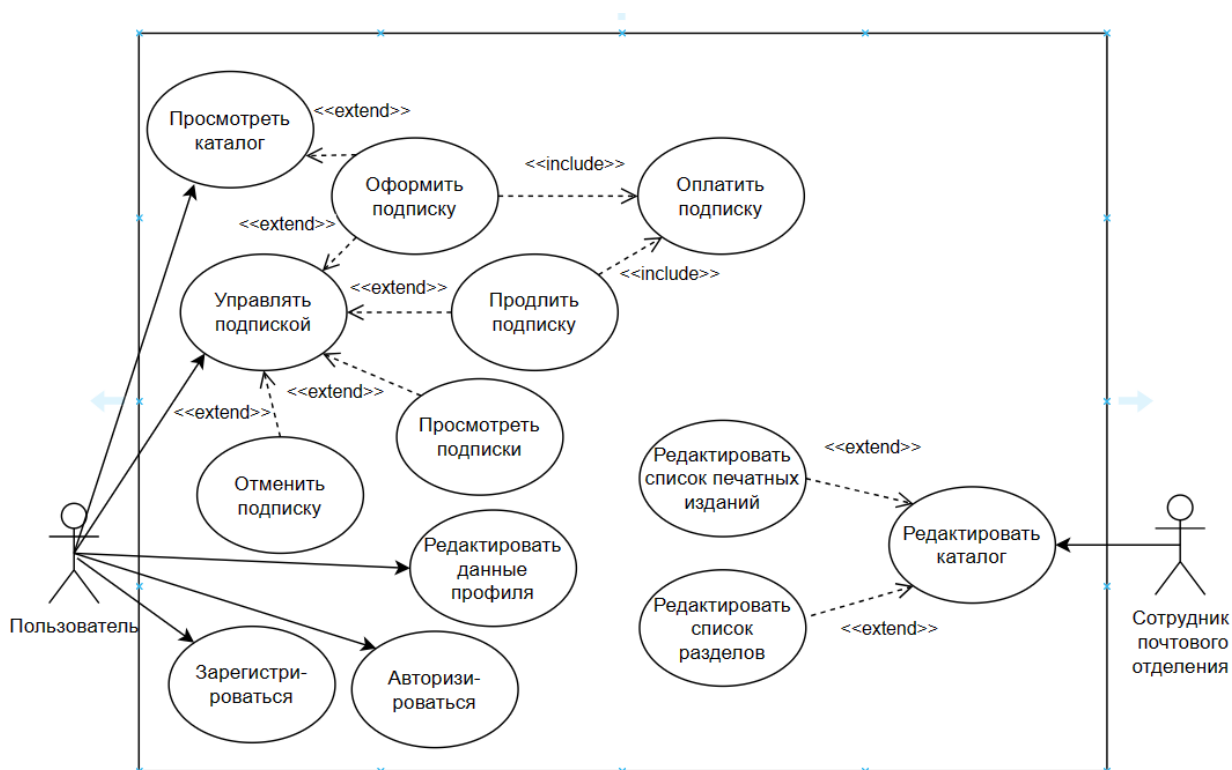 Просмотреть
каталог
<<extend>>
Оформить
подписку
<<include>>
Оплатить
подписку
<<extend>>
Управлять
подпиской
<<extend>>
Продлить
подписку
<<include>>
<<extend>>
<<extend>>
Просмотреть
подписки
Отменить
подписку
Редактировать
список печатных
изданий
<<extend>>
Редактировать
каталог
Редактировать
данные
профиля
Редактировать
список
разделов
<<extend>>
Пользователь
Сотрудник
почтового
отделения
Зарегистри-
роваться
Авторизи-
роваться